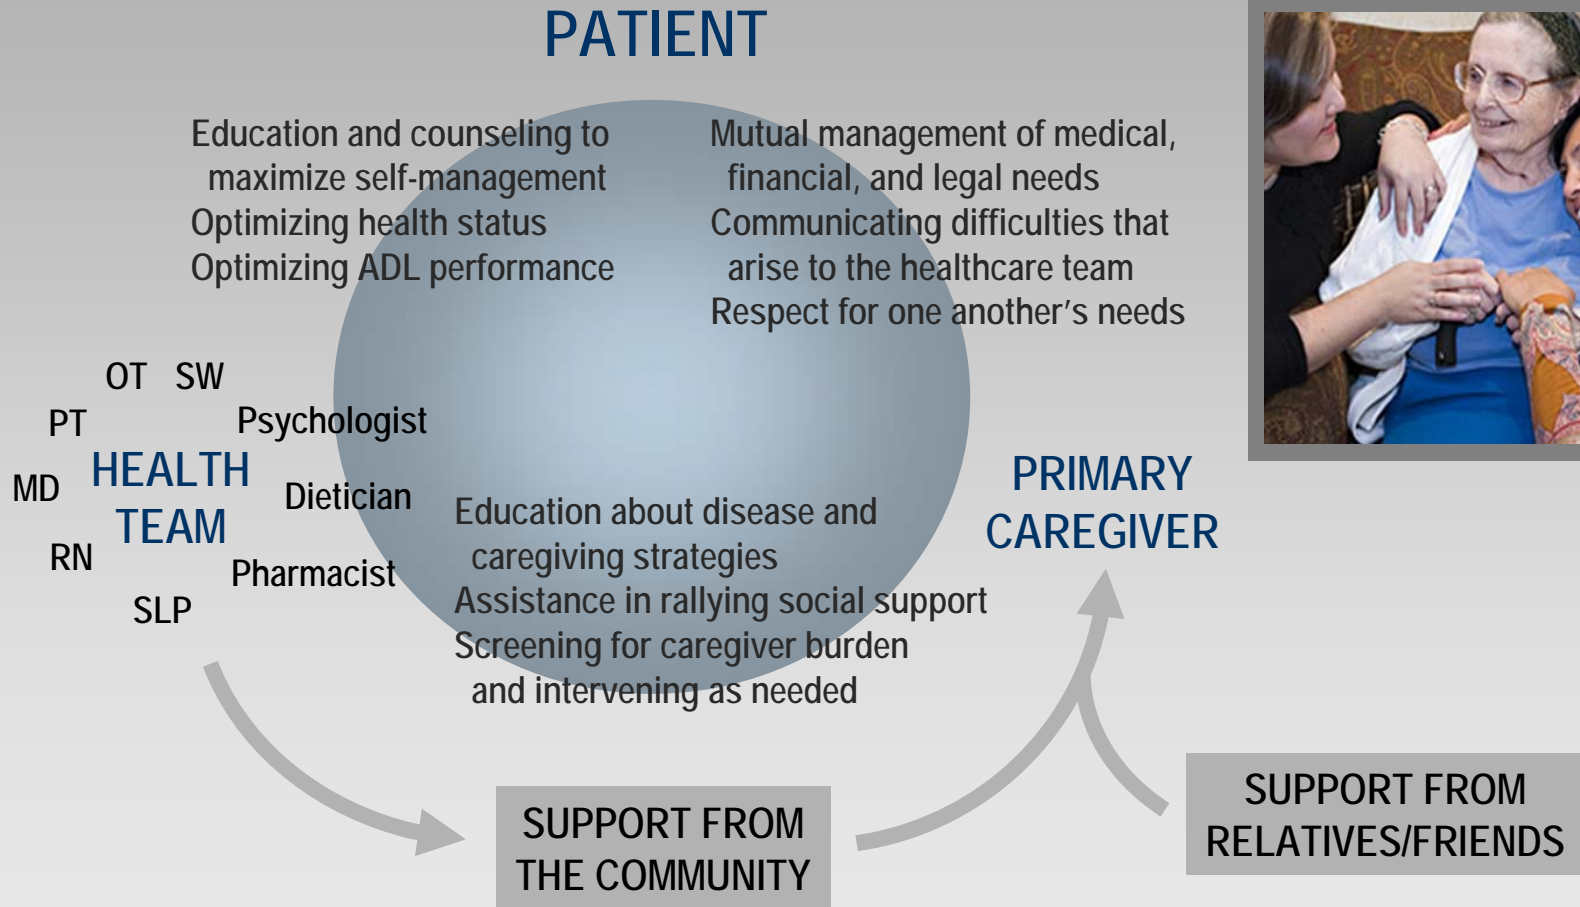 PATIENT
Education and counseling to
maximize self-management
Optimizing health status
Optimizing ADL performance
Mutual management of medical,
financial, and legal needs
Communicating difficulties that
arise to the healthcare team
Respect for one another's needs
OT SW
PT Psychologist
MD HEALTH
TEAM Dietician
RN Pharmacist
SLP
Education about disease and
caregiving strategies
Assistance in rallying social support
Screening for caregiver burden
and intervening as needed
PRIMARY
CAREGIVER
SUPPORT FROM
THE COMMUNITY
SUPPORT FROM
RELATIVES/FRIENDS